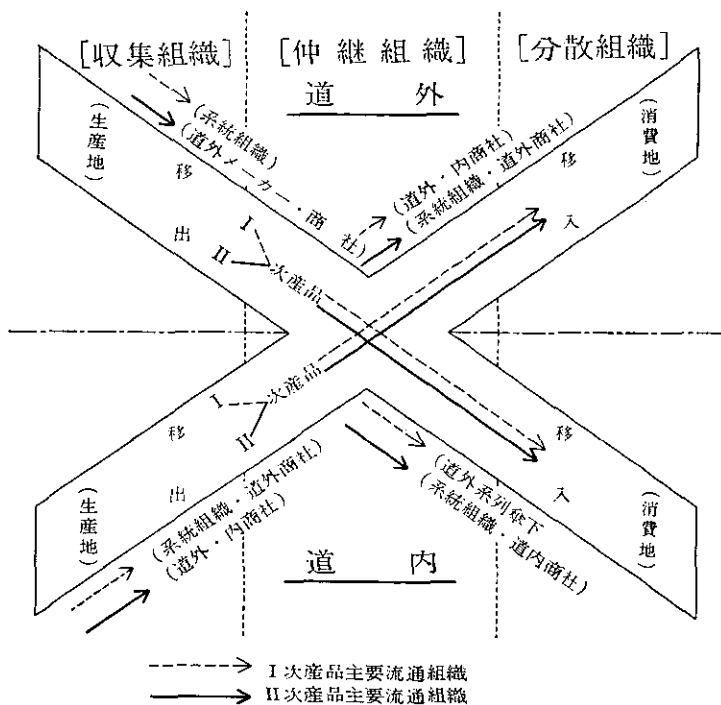 [収集組織] [仲継組織] [分散組織]
道 外
(生産地)
(系統組織)
(道外メーカー・商社)
(道外・内商社)
(系統組織・道外商社)
(消費地)
移
出
移
入
I
II
次産品
次産品
I
II
移
出
移
入
(生産地)
(系統組織・道外商社)
(道外・内商社)
(道外系列傘下)
(系統組織・道内商社)
(消費地)
道 内
I次産品主要流通組織
II次産品主要流通組織